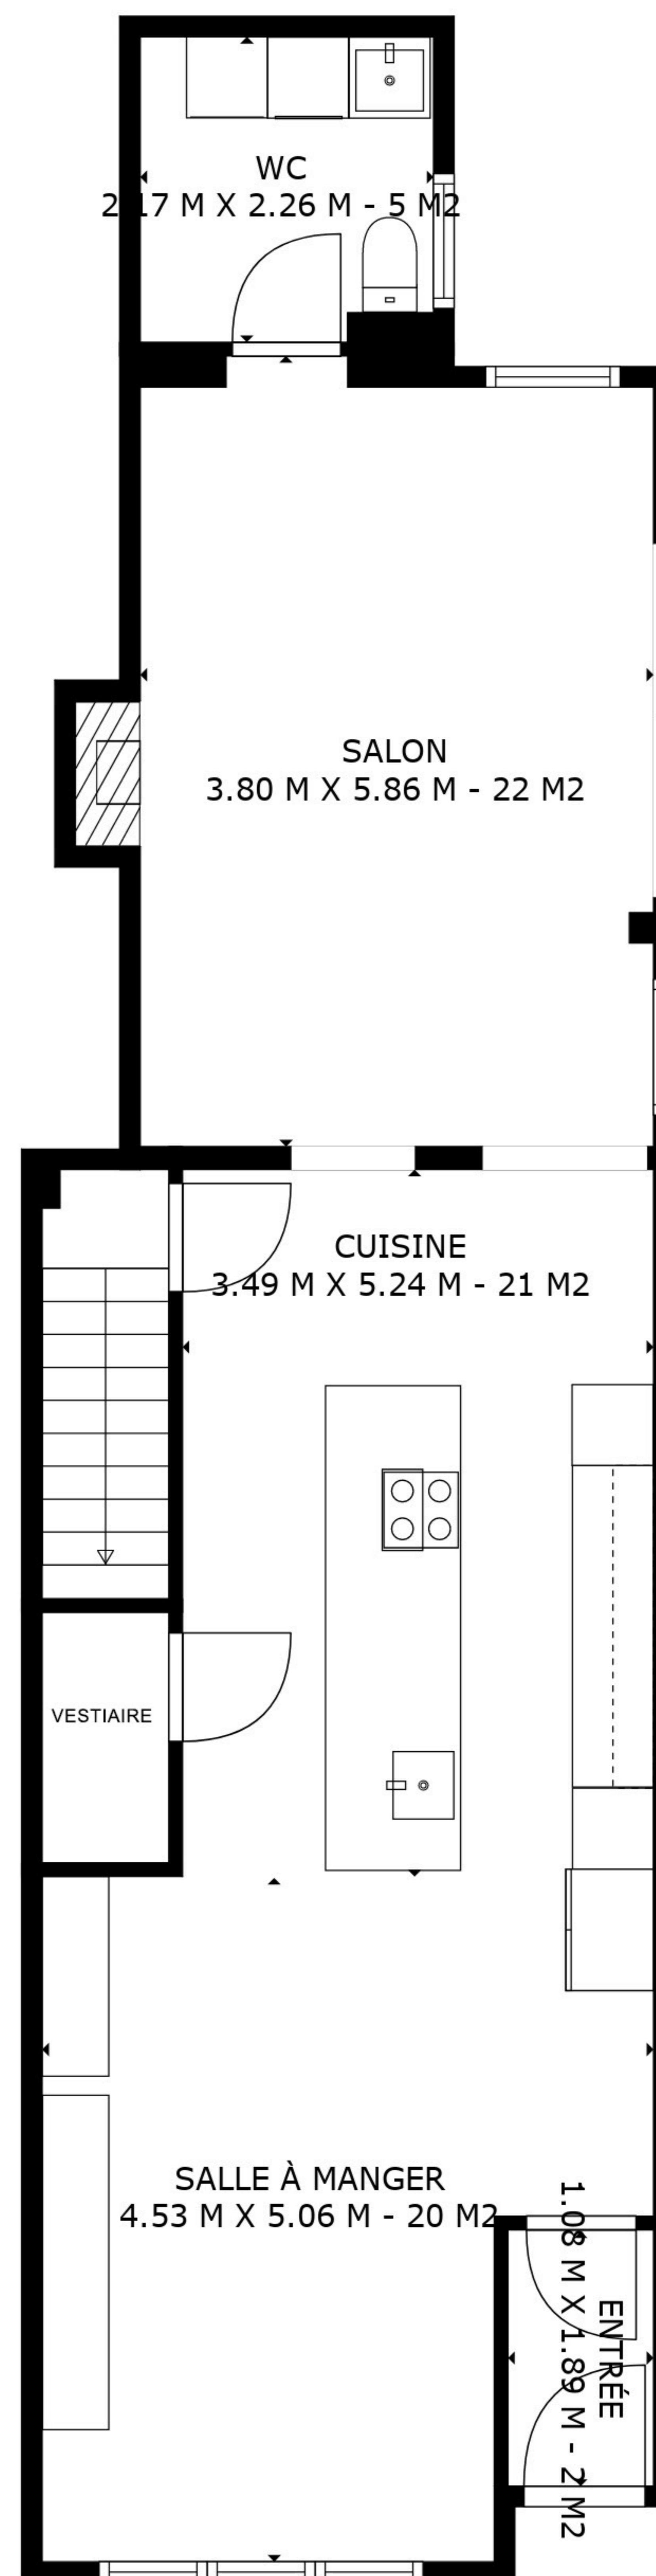 WC
2.17 M X 2.26 M - 5 M2
SALON
3.80 M X 5.86 M - 22 M2
CUISINE
3.49 M X 5.24 M - 21 M2
VESTIAIRE
SALLE À MANGER
4.53 M X 5.06 M - 20 M2
ENTRÉE
1.08 M X 1.89 M - 2 M2